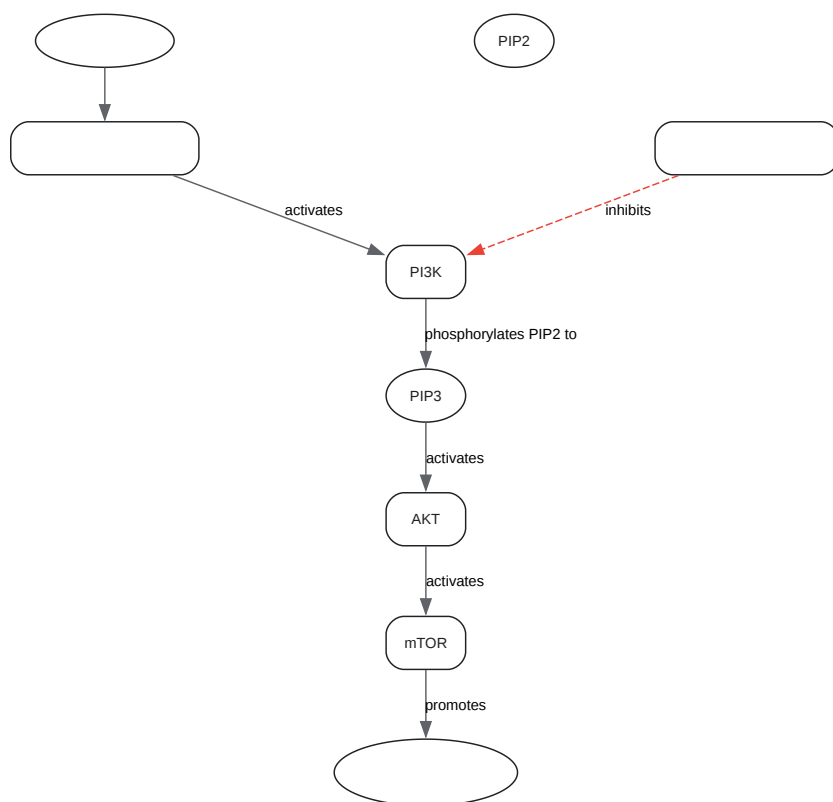 PIP2
activates
inhibits
PI3K
phosphorylates PIP2 to
PIP3
activates
AKT
activates
mTOR
promotes